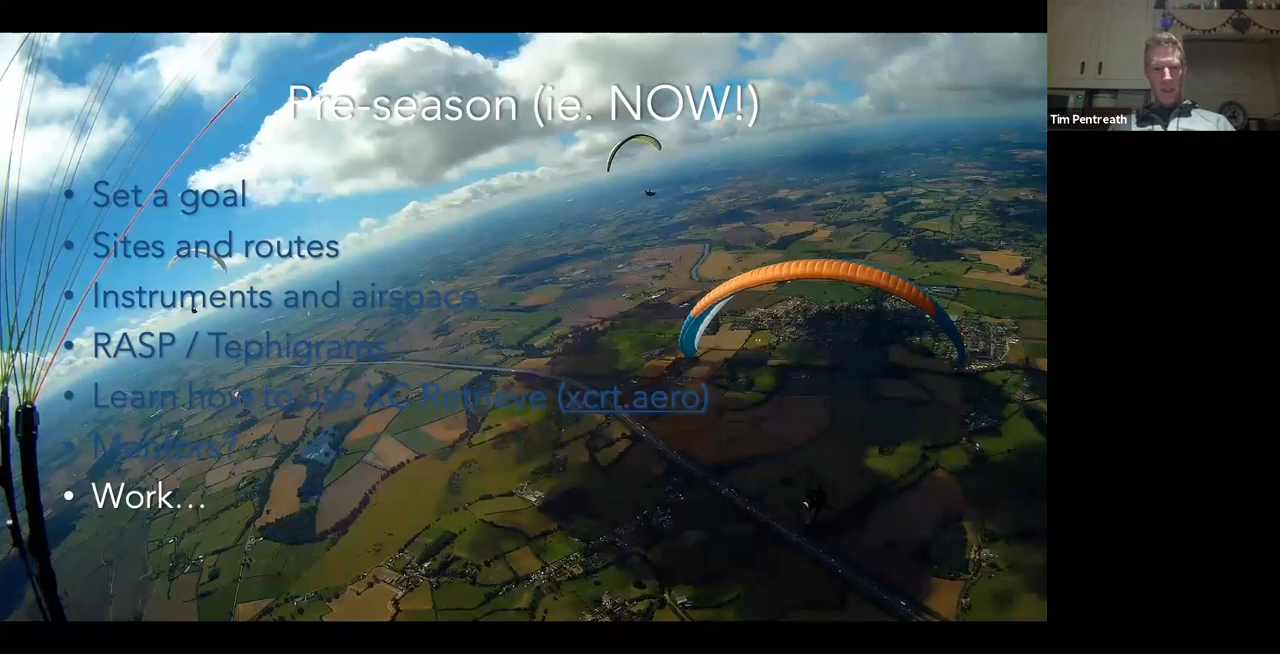 Pre-season (ie. NOW!)
• Set a goal
• Sites and routes
• Instruments and airspace
• RASP / Tephigrams
• Learn how to use XC Retrieve (xcrt.aero)
• Mentors?
• Work…
Tim Pentreath